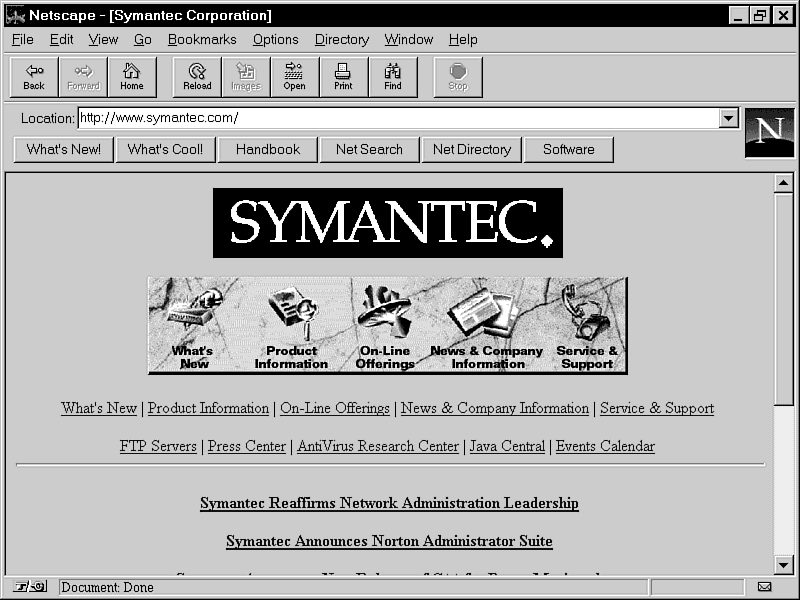 Netscape - [Symantec Corporation]
File Edit View Go Bookmarks Options Directory Window Help
Back Forward Home Reload Images Open Print Find Stop
Location: http://www.symantec.com/
N
What's New! What's Cool! Handbook Net Search Net Directory Software
SYMANTEC.
What's New
Product Information
On-Line Offerings
News & Company Information
Service & Support
What's New | Product Information | On-Line Offerings | News & Company Information | Service & Support
FTP Servers | Press Center | AntiVirus Research Center | Java Central | Events Calendar
Symantec Reaffirms Network Administration Leadership
Symantec Announces Norton Administrator Suite
Document: Done